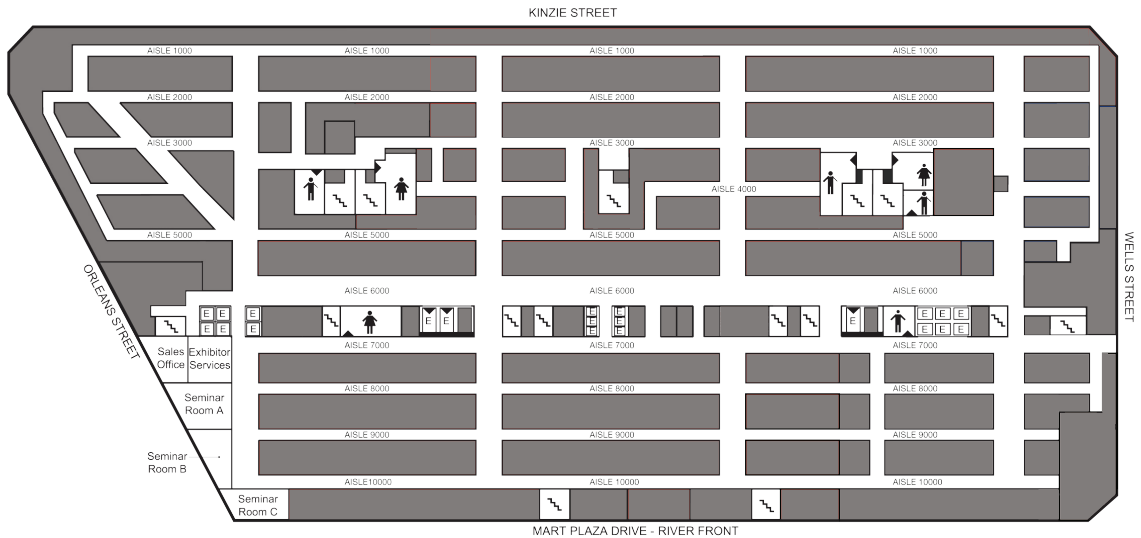 KINZIE STREET
AISLE 1000 AISLE 1000 AISLE 1000 AISLE 1000
AISLE 2000 AISLE 2000 AISLE 2000 AISLE 2000
AISLE 3000 AISLE 3000 AISLE 3000
AISLE 4000
AISLE 5000 AISLE 5000 AISLE 5000 AISLE 5000
WELLS STREET
ORLEANS STREET
AISLE 6000 AISLE 6000 AISLE 6000
E E E E E E E E E E E
E E E E E E E E
E E E E E
AISLE 7000 AISLE 7000 AISLE 7000
Sales
Office
Exhibitor
Services
AISLE 8000 AISLE 8000 AISLE 8000
Seminar
Room A
AISLE 9000 AISLE 9000 AISLE 9000
Seminar
Room B
AISLE10000 AISLE 10000 AISLE 10000
Seminar
Room C
MART PLAZA DRIVE - RIVER FRONT